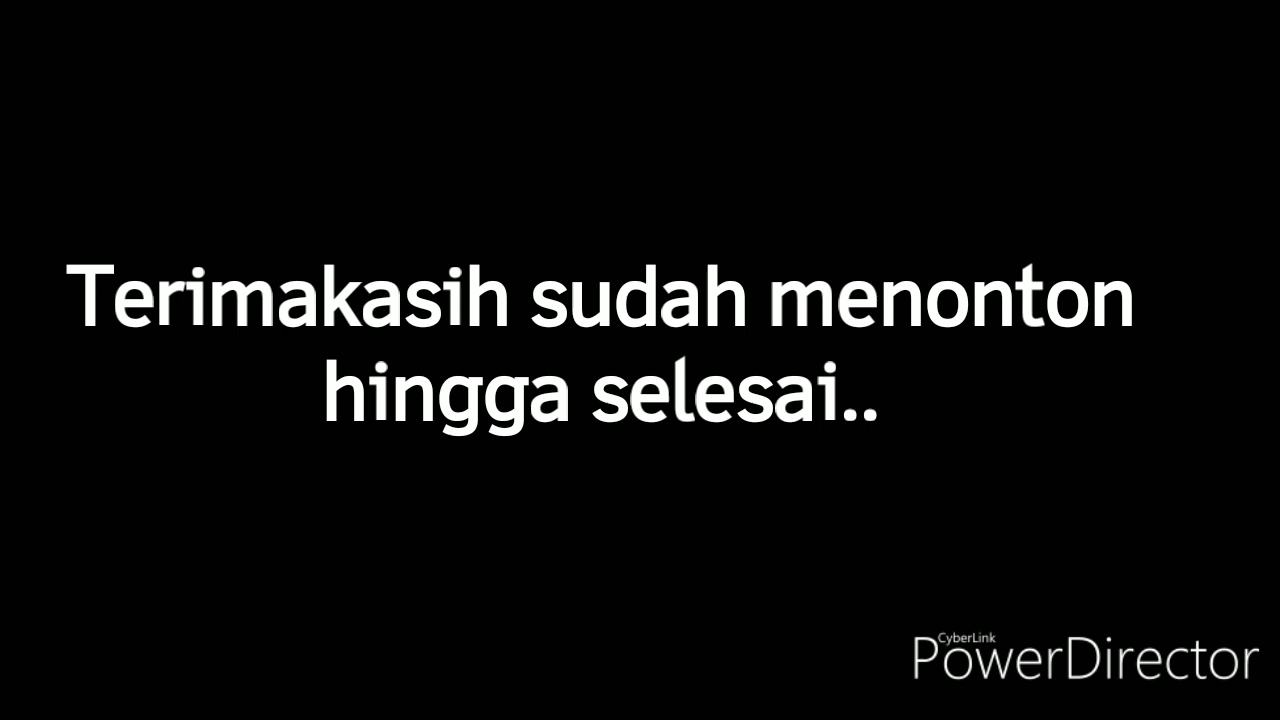 Terimakasih sudah menonton
hingga selesai..
CyberLink
PowerDirector